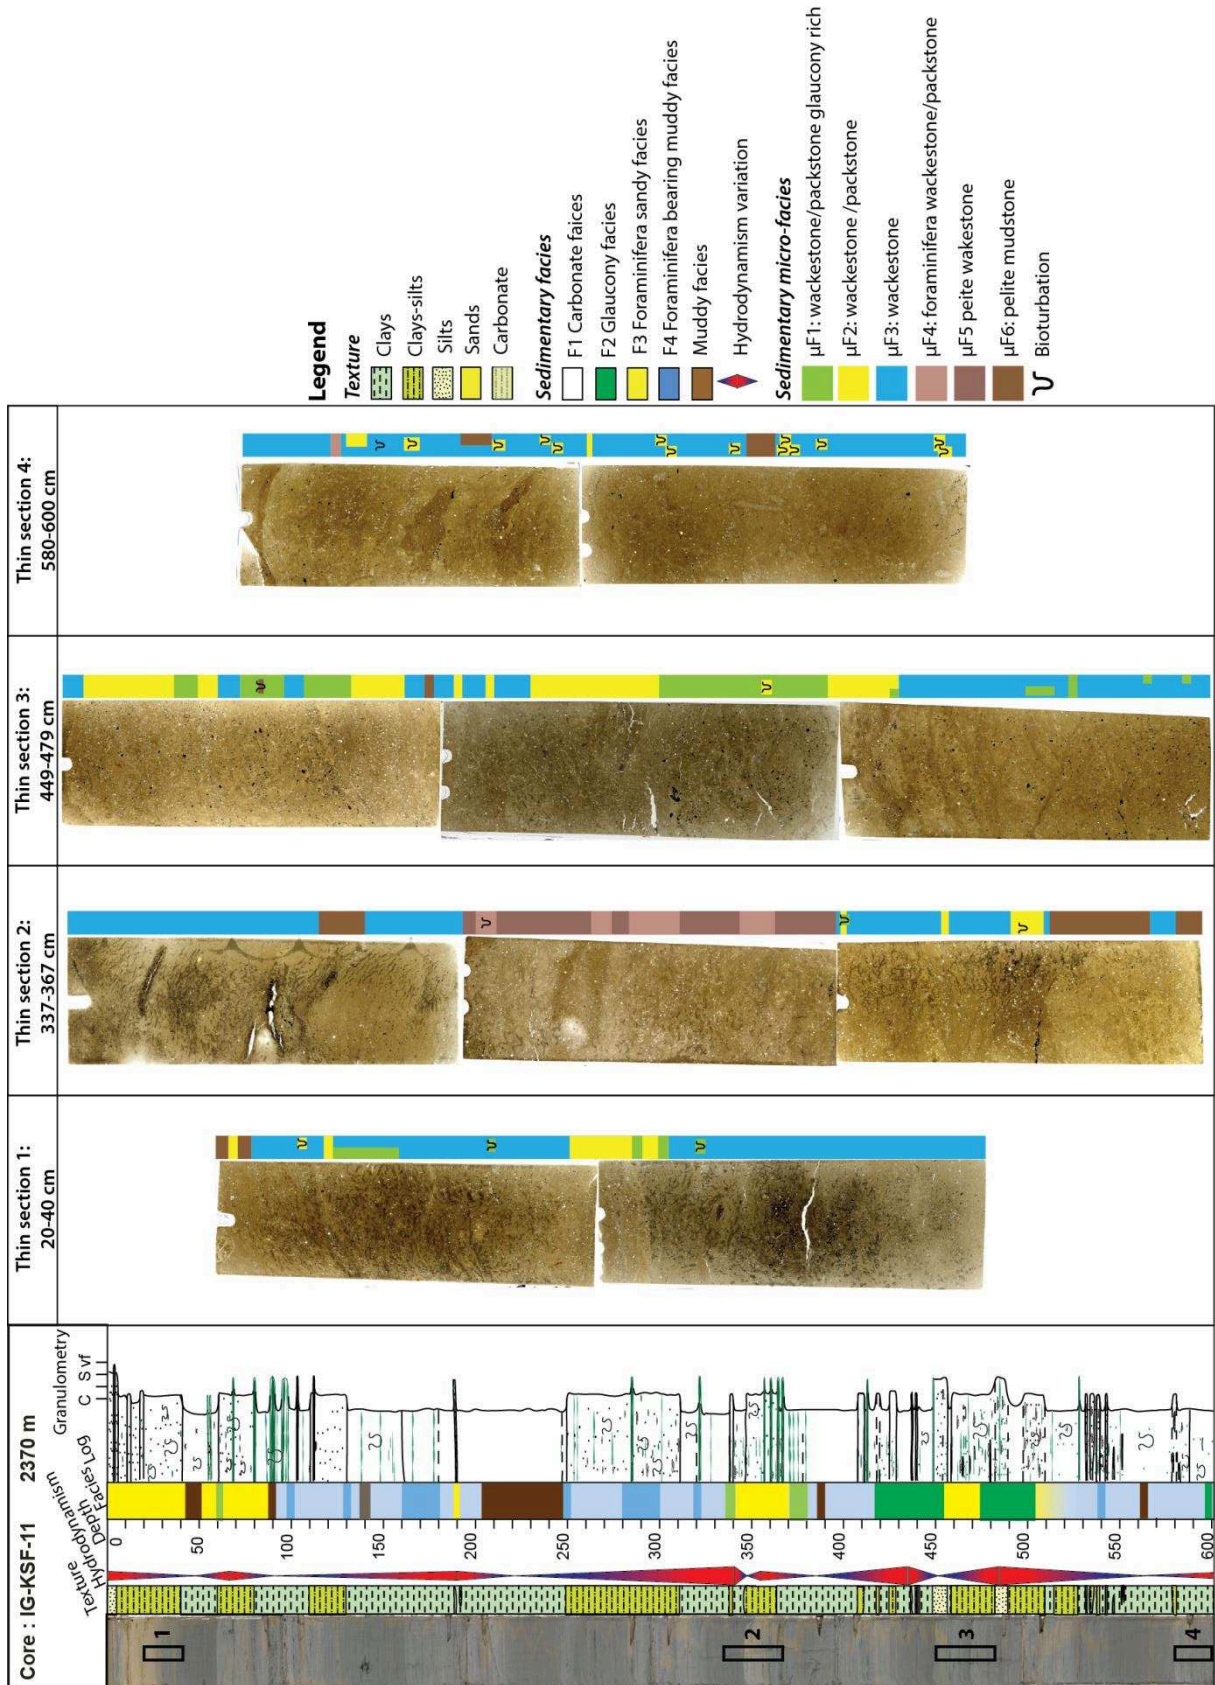 Core : IG-KSF-11 2370 m
Texture
Hydrodynamism
Depth
Facies Log
Granulometry
C S vf
0
50
100
150
200
250
300
350
400
450
500
550
600
1
2
3
4
Thin section 1:
20-40 cm
Thin section 2:
337-367 cm
Thin section 3:
449-479 cm
Thin section 4:
580-600 cm
Legend
Texture
Clays
Clays-silts
Silts
Sands
Carbonate
Sedimentary facies
F1 Carbonate faices
F2 Glaucony facies
F3 Foraminifera sandy facies
F4 Foraminifera bearing muddy facies
Muddy facies
Hydrodynamism variation
Sedimentary micro-facies
µF1: wackestone/packstone glaucony rich
µF2: wackestone /packstone
µF3: wackestone
µF4: foraminifera wackestone/packstone
µF5 peite wakestone
µF6: pelite mudstone
Bioturbation